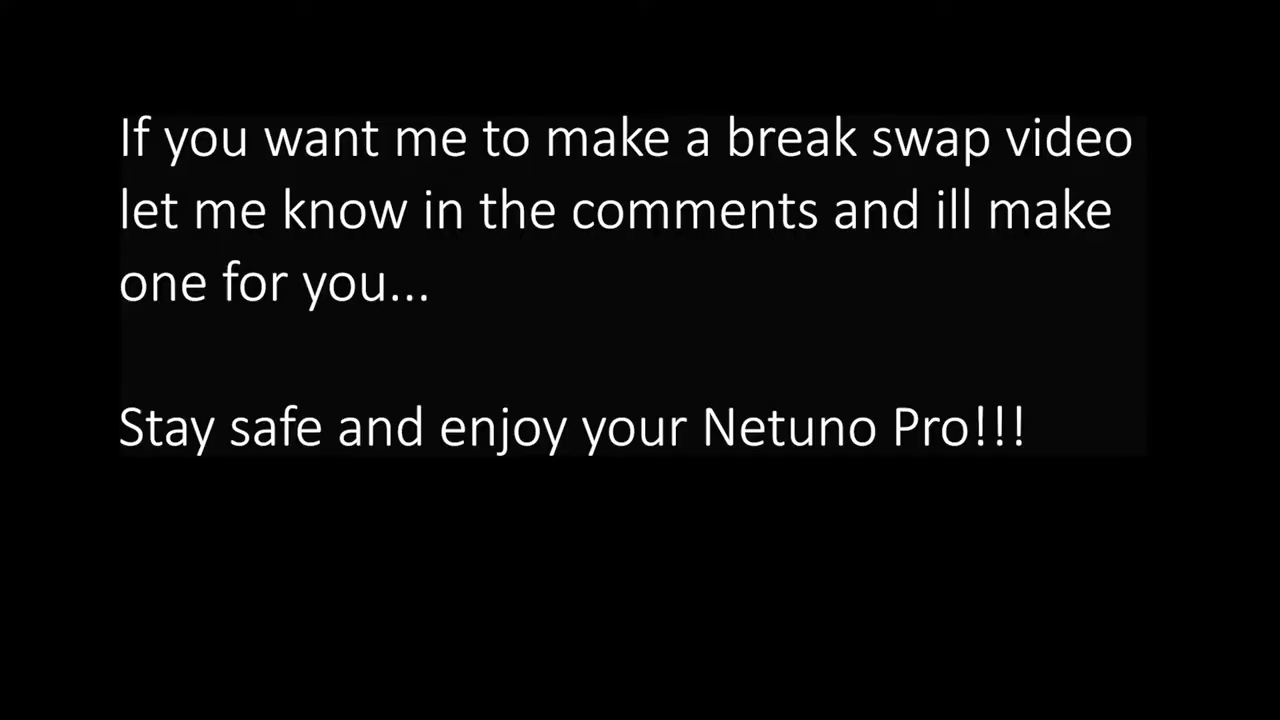 If you want me to make a break swap video
let me know in the comments and ill make
one for you...
Stay safe and enjoy your Netuno Pro!!!